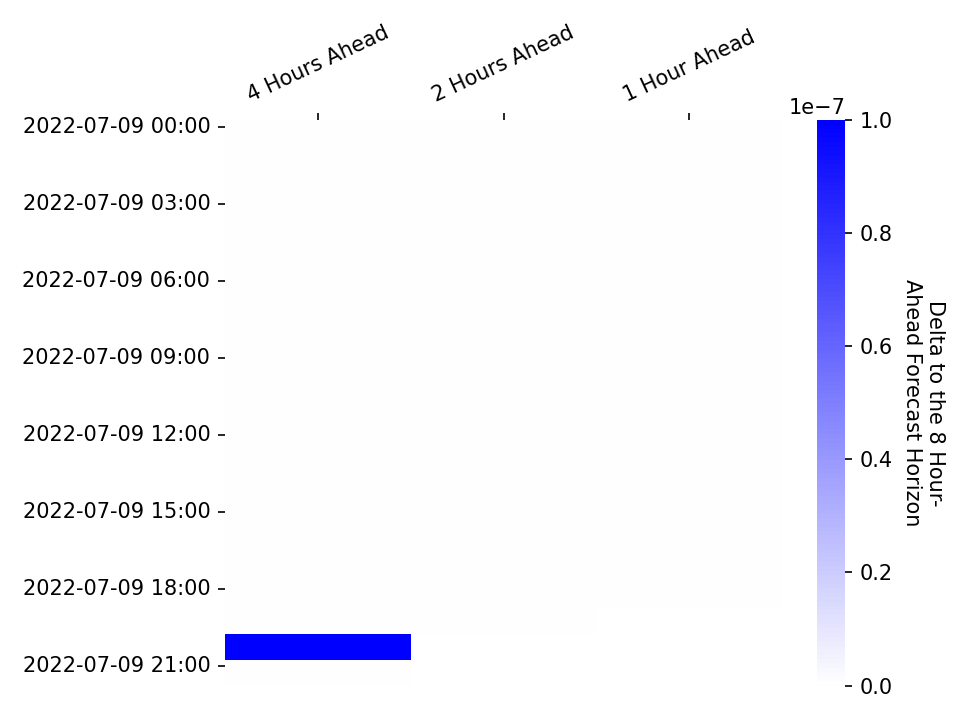 4 Hours Ahead
2 Hours Ahead
1 Hour Ahead
1e−7
2022-07-09 00:00
2022-07-09 03:00
2022-07-09 06:00
2022-07-09 09:00
2022-07-09 12:00
2022-07-09 15:00
2022-07-09 18:00
2022-07-09 21:00
1.0
0.8
0.6
0.4
0.2
0.0
Delta to the 8 Hour-
Ahead Forecast Horizon